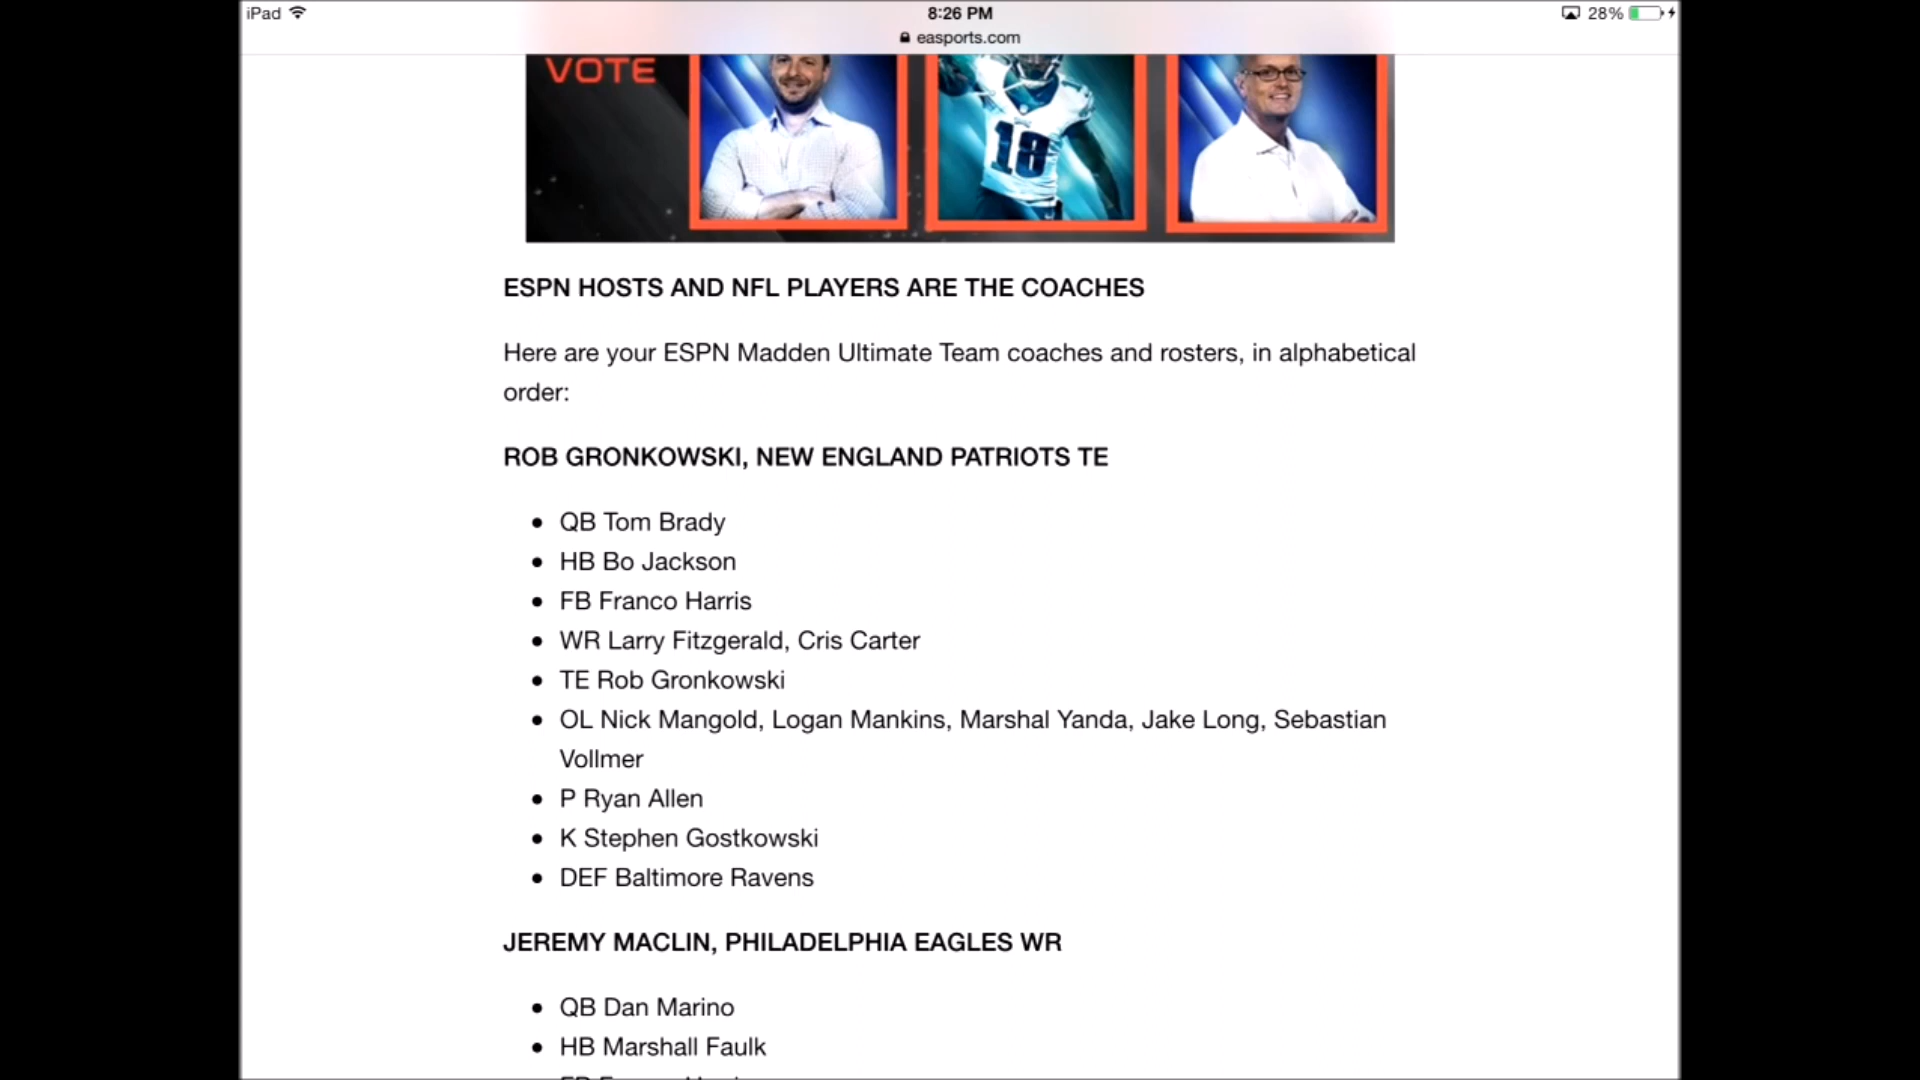 iPad 8:26 PM 28%
easports.com
VOTE
18
ESPN HOSTS AND NFL PLAYERS ARE THE COACHES
Here are your ESPN Madden Ultimate Team coaches and rosters, in alphabetical
order:
ROB GRONKOWSKI, NEW ENGLAND PATRIOTS TE
• QB Tom Brady
• HB Bo Jackson
• FB Franco Harris
• WR Larry Fitzgerald, Cris Carter
• TE Rob Gronkowski
• OL Nick Mangold, Logan Mankins, Marshal Yanda, Jake Long, Sebastian
Vollmer
• P Ryan Allen
• K Stephen Gostkowski
• DEF Baltimore Ravens
JEREMY MACLIN, PHILADELPHIA EAGLES WR
• QB Dan Marino
• HB Marshall Faulk